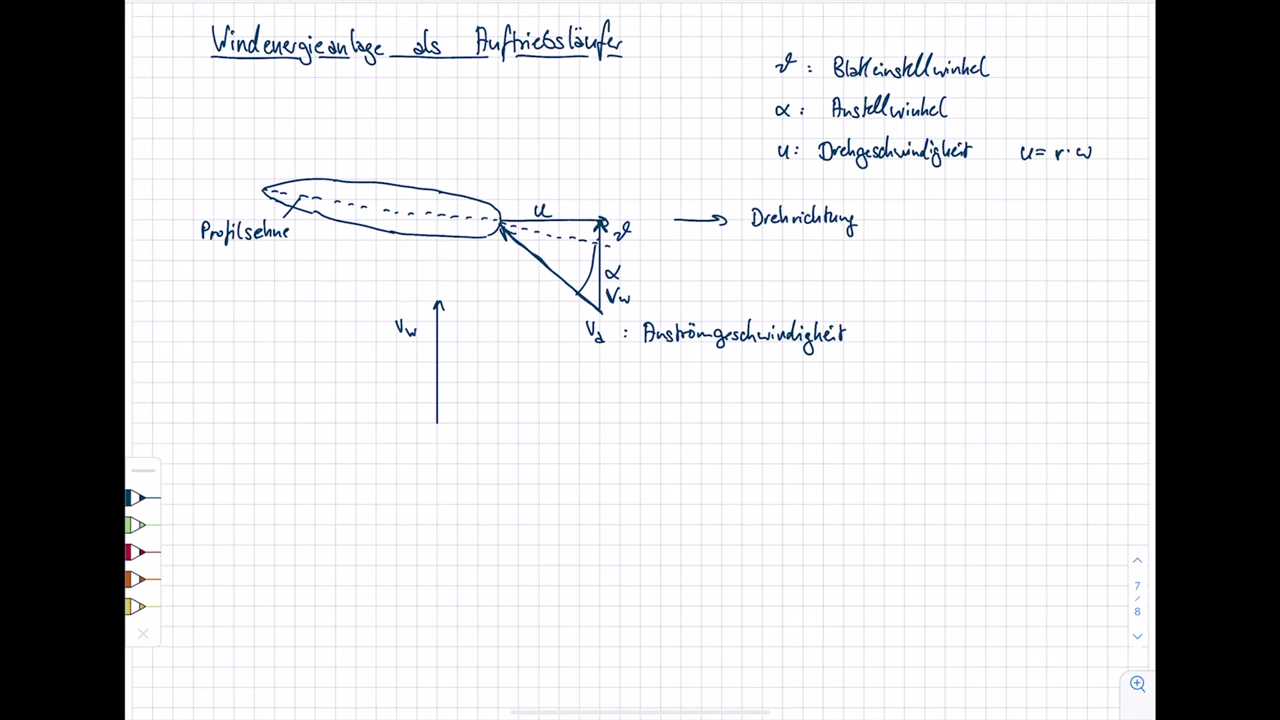 Windenergieanlage als Auftriebsläufer
ϑ : Blatteinstellwinkel
α : Anstellwinkel
u : Drehgeschwindigkeit u = r · ω
Profilsehne
u
ϑ
Drehrichtung
α
Vw
Vw
Va : Anströmgeschwindigkeit
7
/
8